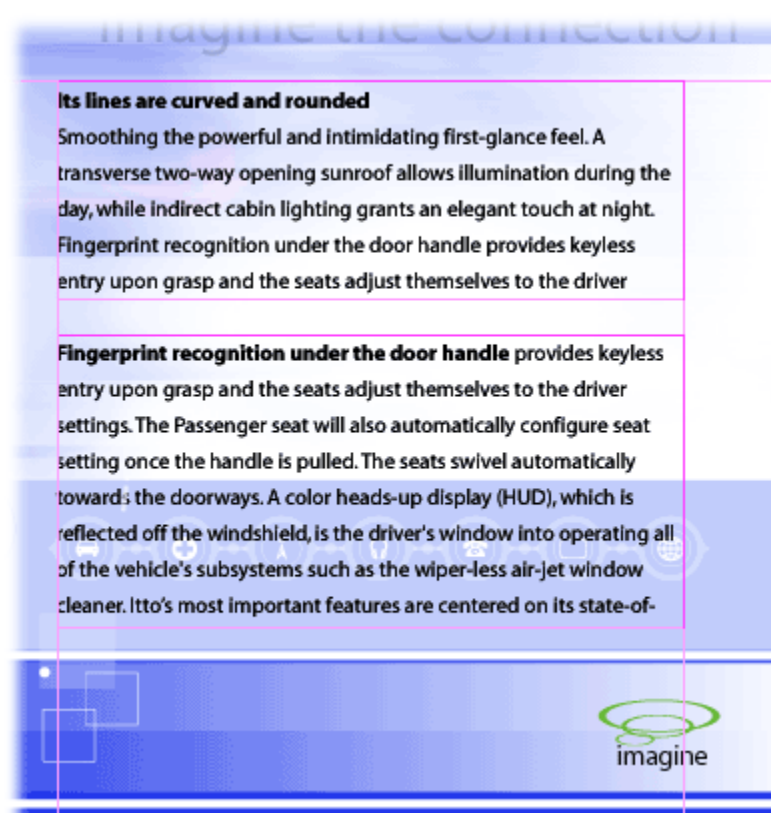 imagine the connection
Its lines are curved and rounded
Smoothing the powerful and intimidating first-glance feel. A
transverse two-way opening sunroof allows illumination during the
day, while indirect cabin lighting grants an elegant touch at night.
Fingerprint recognition under the door handle provides keyless
entry upon grasp and the seats adjust themselves to the driver
Fingerprint recognition under the door handle provides keyless
entry upon grasp and the seats adjust themselves to the driver
settings. The Passenger seat will also automatically configure seat
setting once the handle is pulled. The seats swivel automatically
towards the doorways. A color heads-up display (HUD), which is
reflected off the windshield, is the driver's window into operating all
of the vehicle's subsystems such as the wiper-less air-jet window
cleaner. Itto's most important features are centered on its state-of-
imagine